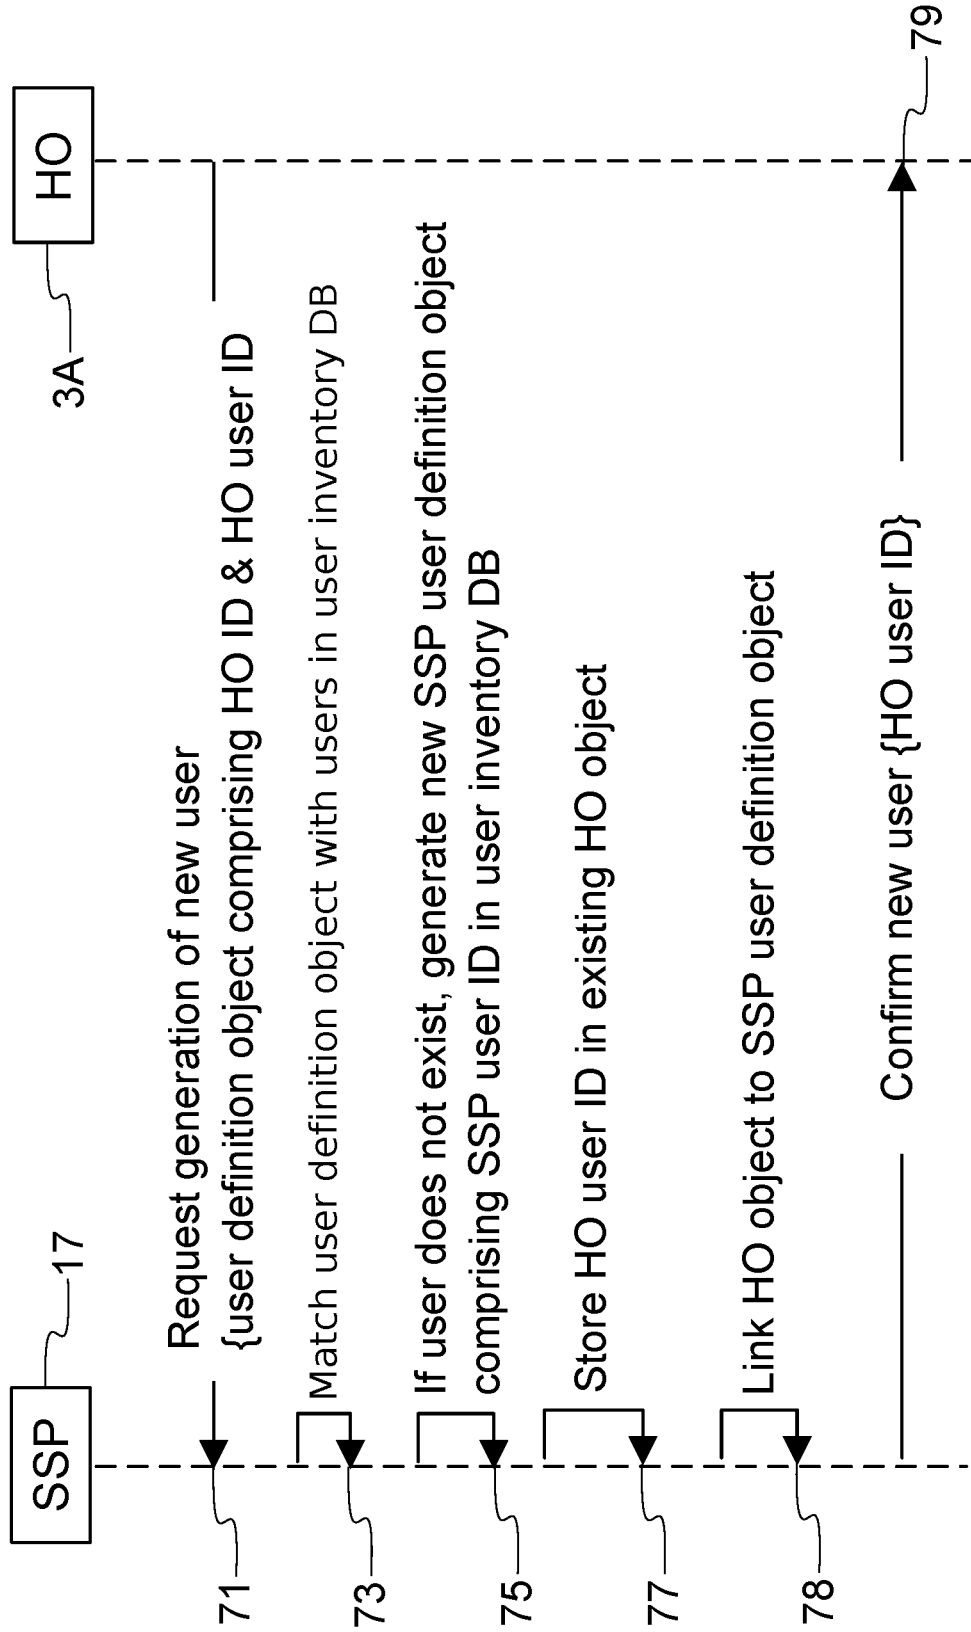 SSP
17
HO
3A
Request generation of new user
{user definition object comprising HO ID & HO user ID
71
Match user definition object with users in user inventory DB
73
If user does not exist, generate new SSP user definition object
comprising SSP user ID in user inventory DB
75
Store HO user ID in existing HO object
77
Link HO object to SSP user definition object
78
Confirm new user {HO user ID}
79